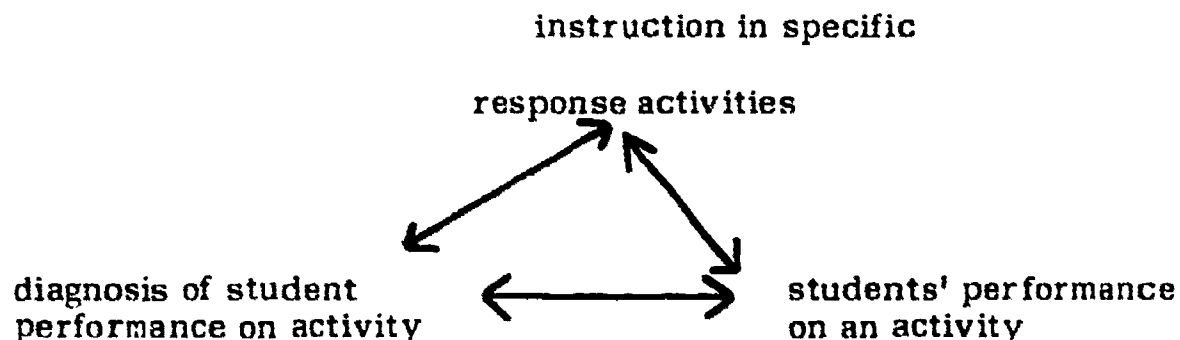 instruction in specific
response activities
diagnosis of student
performance on activity
students' performance
on an activity